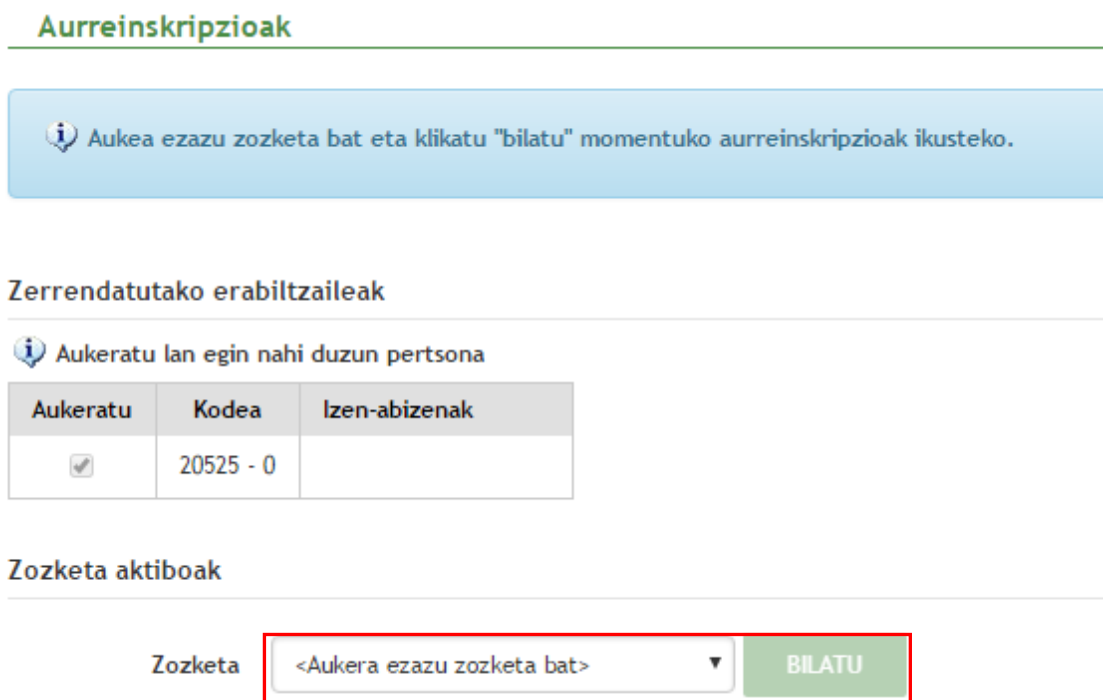 Aurreinskripzioak
Aukea ezazu zozketa bat eta klikatu "bilatu" momentuko aurreinskripzioak ikusteko.
Zerrendatutako erabiltzaileak
Aukeratu lan egin nahi duzun pertsona
Aukeratu Kodea Izen-abizenak
20525 - 0
Zozketa aktiboak
Zozketa <Aukera ezazu zozketa bat> BILATU